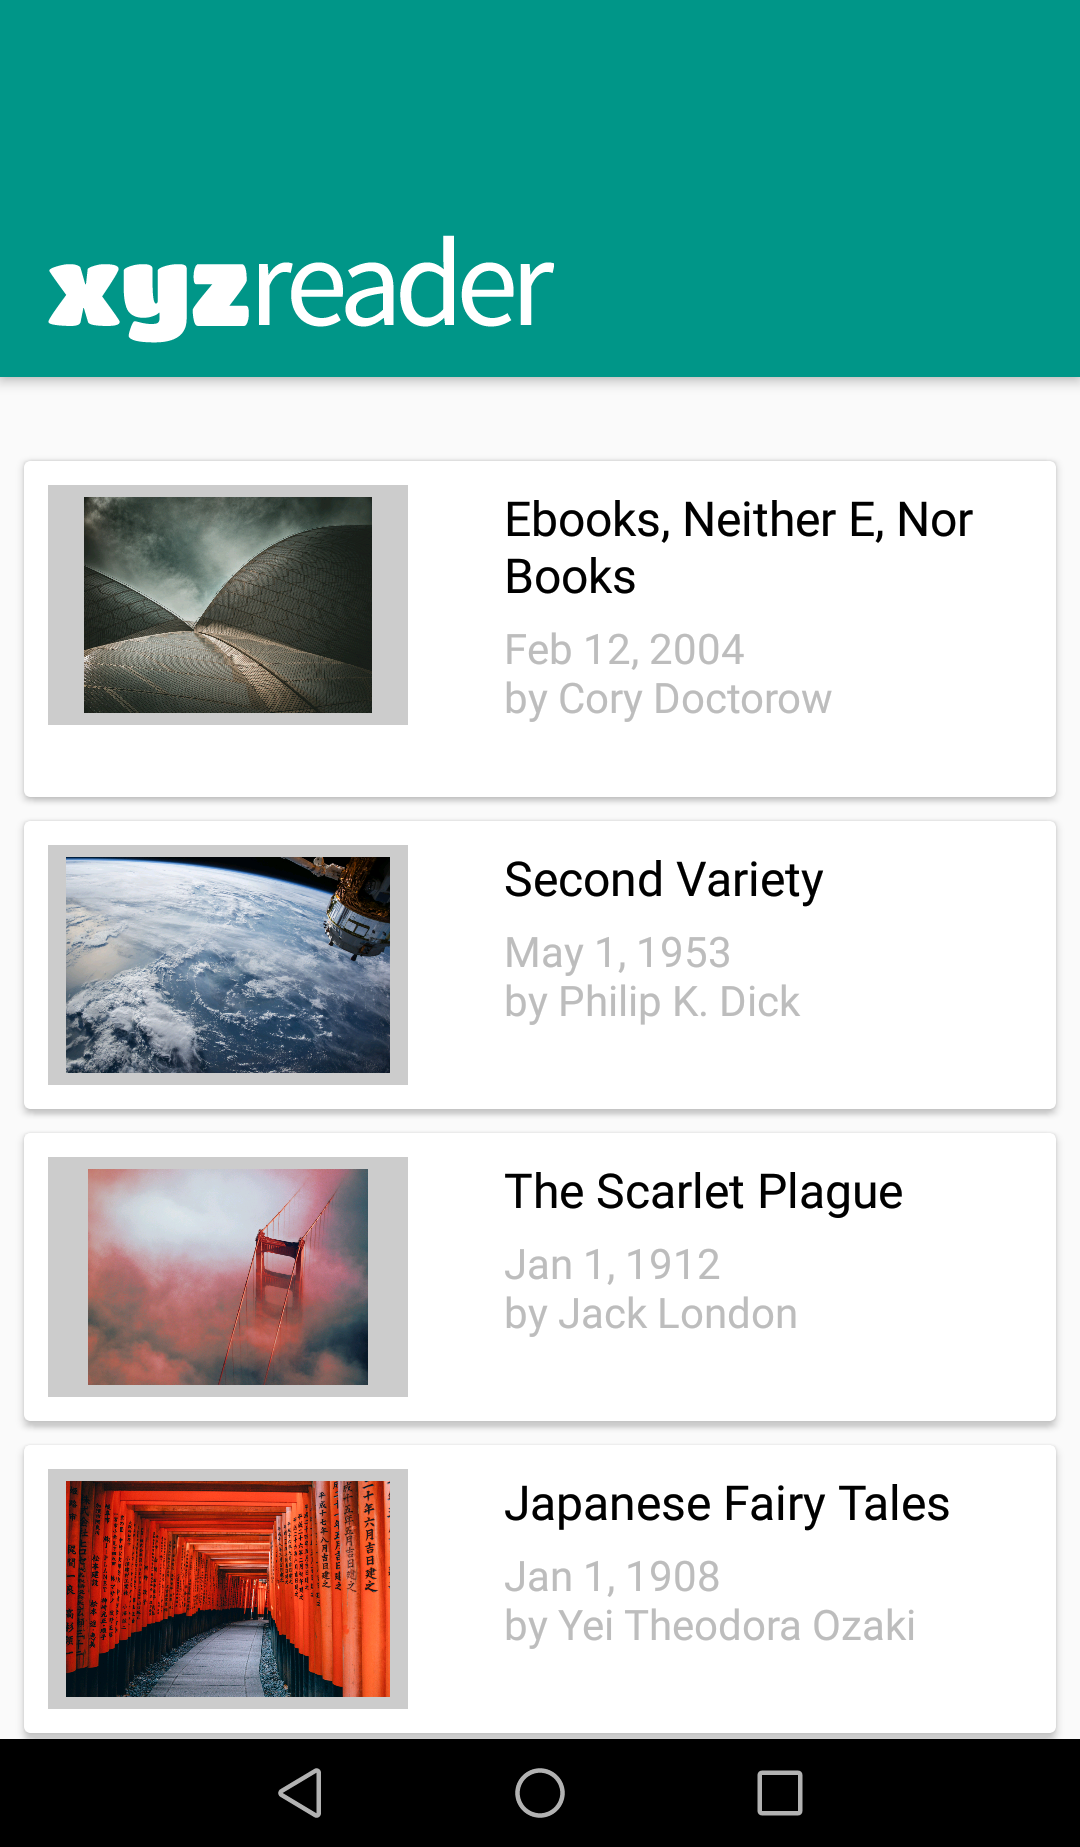 xyzreader
Ebooks, Neither E, Nor
Books
Feb 12, 2004
by Cory Doctorow
Second Variety
May 1, 1953
by Philip K. Dick
The Scarlet Plague
Jan 1, 1912
by Jack London
Japanese Fairy Tales
Jan 1, 1908
by Yei Theodora Ozaki